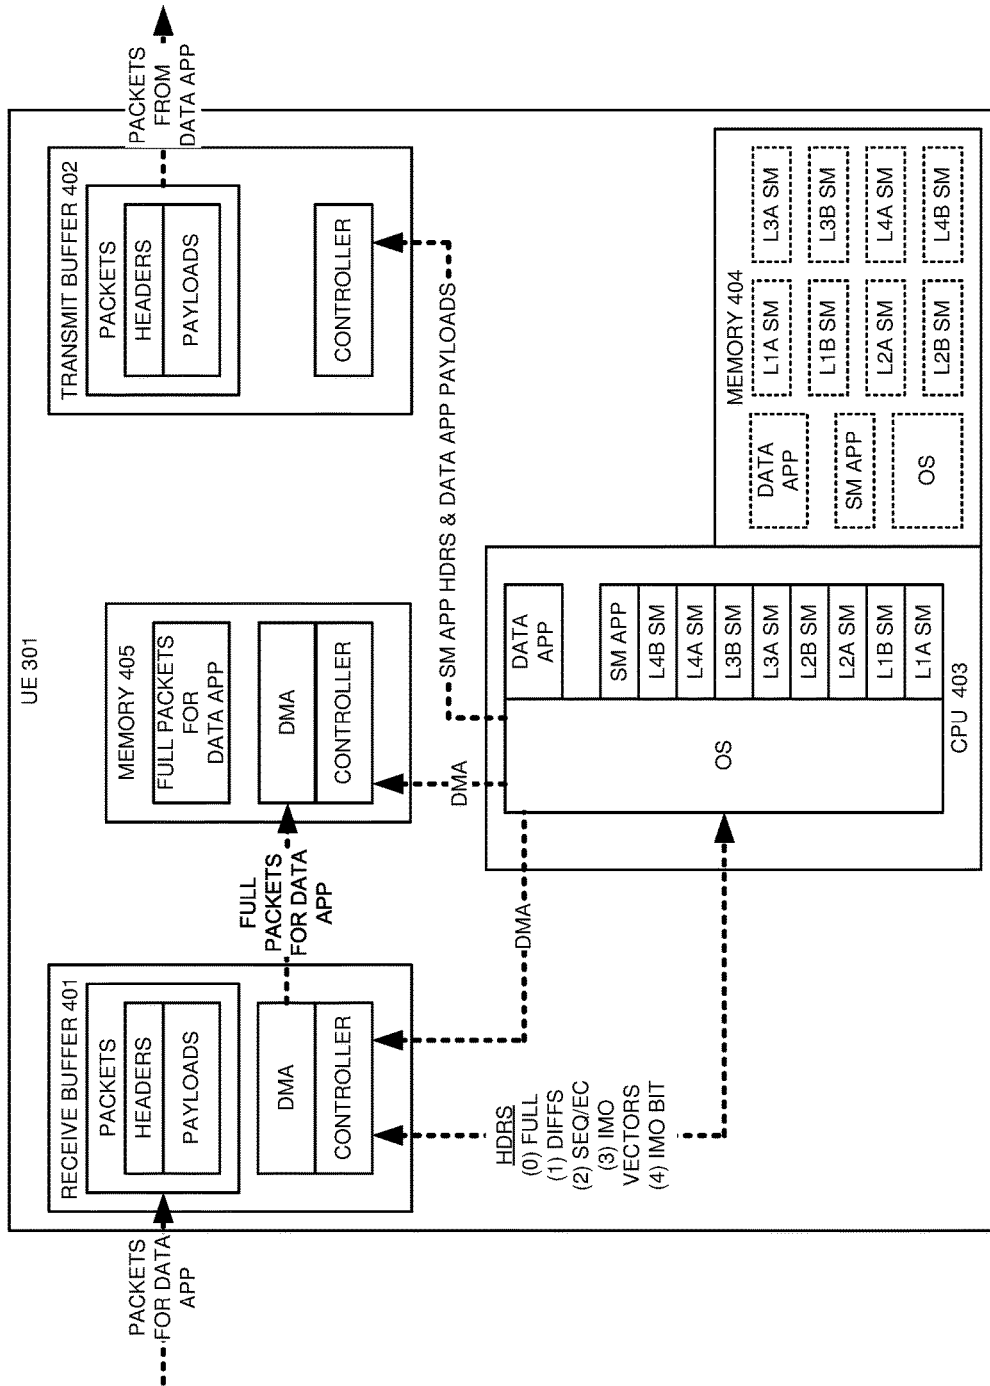 UE 301
PACKETS
FOR DATA
APP
RECEIVE BUFFER 401
PACKETS
HEADERS
PAYLOADS
DMA
CONTROLLER
FULL
PACKETS
FOR DATA
APP
MEMORY 405
FULL PACKETS
FOR
DATA APP
DMA
CONTROLLER
TRANSMIT BUFFER 402
PACKETS
HEADERS
PAYLOADS
CONTROLLER
PACKETS
FROM
DATA APP
HDRS
(0) FULL
(1) DIFFS
(2) SEQ/EC
(3) IMO
VECTORS
(4) IMO BIT
DMA
DMA
SM APP HDRS & DATA APP PAYLOADS
OS
DATA
APP
SM APP
L4B SM
L4A SM
L3B SM
L3A SM
L2B SM
L2A SM
L1B SM
L1A SM
CPU 403
MEMORY 404
DATA
APP
SM APP
OS
L1A SM
L1B SM
L2A SM
L2B SM
L3A SM
L3B SM
L4A SM
L4B SM